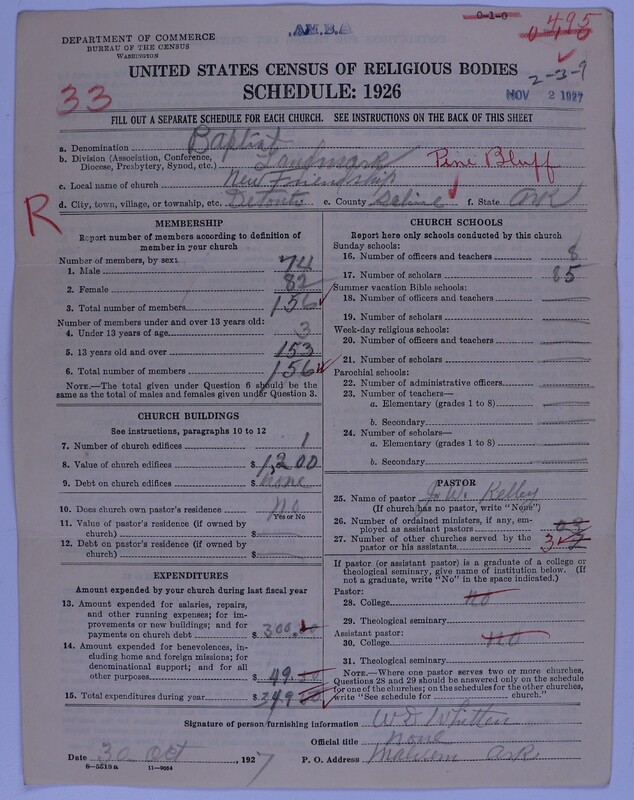 AM.B.A
0-1-0
0495
DEPARTMENT OF COMMERCE
BUREAU OF THE CENSUS
WASHINGTON
UNITED STATES CENSUS OF RELIGIOUS BODIES
2-3-9
SCHEDULE: 1926
NOV 2 1927
33
FILL OUT A SEPARATE SCHEDULE FOR EACH CHURCH. SEE INSTRUCTIONS ON THE BACK OF THIS SHEET
a. Denomination Baptist
b. Division (Association, Conference, Diocese, Presbytery, Synod, etc.) Landmark Pine Bluff
c. Local name of church New Friendship
d. City, town, village, or township, etc. Detonto e. County Saline f. State Ark
R
MEMBERSHIP
Report number of members according to definition of member in your church
Number of members, by sex:
1. Male 74
2. Female 82
3. Total number of members 156
Number of members under and over 13 years old:
4. Under 13 years of age 3
5. 13 years old and over 153
6. Total number of members 156
NOTE.—The total given under Question 6 should be the same as the total of males and females given under Question 3.
CHURCH BUILDINGS
See instructions, paragraphs 10 to 12
7. Number of church edifices 1
8. Value of church edifices $ 1,200
9. Debt on church edifices $ none
10. Does church own pastor's residence? no
Yes or No
11. Value of pastor's residence (if owned by church) $
12. Debt on pastor's residence (if owned by church) $
EXPENDITURES
Amount expended by your church during last fiscal year
13. Amount expended for salaries, repairs, and other running expenses; for improvements or new buildings; and for payments on church debt $ 300.00
14. Amount expended for benevolences, including home and foreign missions; for denominational support; and for all other purposes $ 49.50
15. Total expenditures during year $ 349 50
CHURCH SCHOOLS
Report here only schools conducted by this church
Sunday schools:
16. Number of officers and teachers 8
17. Number of scholars 85
Summer vacation Bible schools:
18. Number of officers and teachers
19. Number of scholars
Week-day religious schools:
20. Number of officers and teachers
21. Number of scholars
Parochial schools:
22. Number of administrative officers
23. Number of teachers—
a. Elementary (grades 1 to 8)
b. Secondary
24. Number of scholars—
a. Elementary (grades 1 to 8)
b. Secondary
PASTOR
25. Name of pastor J. W. Kelley
(If church has no pastor, write "None")
26. Number of ordained ministers, if any, employed as assistant pastors
27. Number of other churches served by the pastor or his assistants 3
If pastor (or assistant pastor) is a graduate of a college or theological seminary, give name of institution below. (If not a graduate, write "No" in the space indicated.)
Pastor:
28. College no
29. Theological seminary
Assistant pastor:
30. College no
31. Theological seminary
NOTE.—Where one pastor serves two or more churches, Questions 28 and 29 should be answered only on the schedule for one of the churches; on the schedules for the other churches, write "See schedule for church."
Signature of person furnishing information W D Whitten
Official title none
Date 30 Oct, 1927 P. O. Address Malvern Ark
8—5519a 11—9064